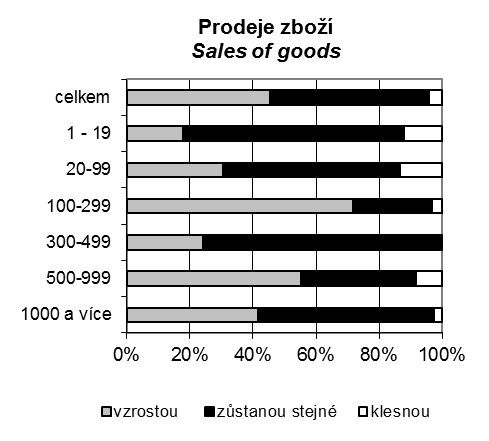 Prodeje zboží
Sales of goods
celkem
1 - 19
20-99
100-299
300-499
500-999
1000 a více
0% 20% 40% 60% 80% 100%
vzrostou zůstanou stejné klesnou